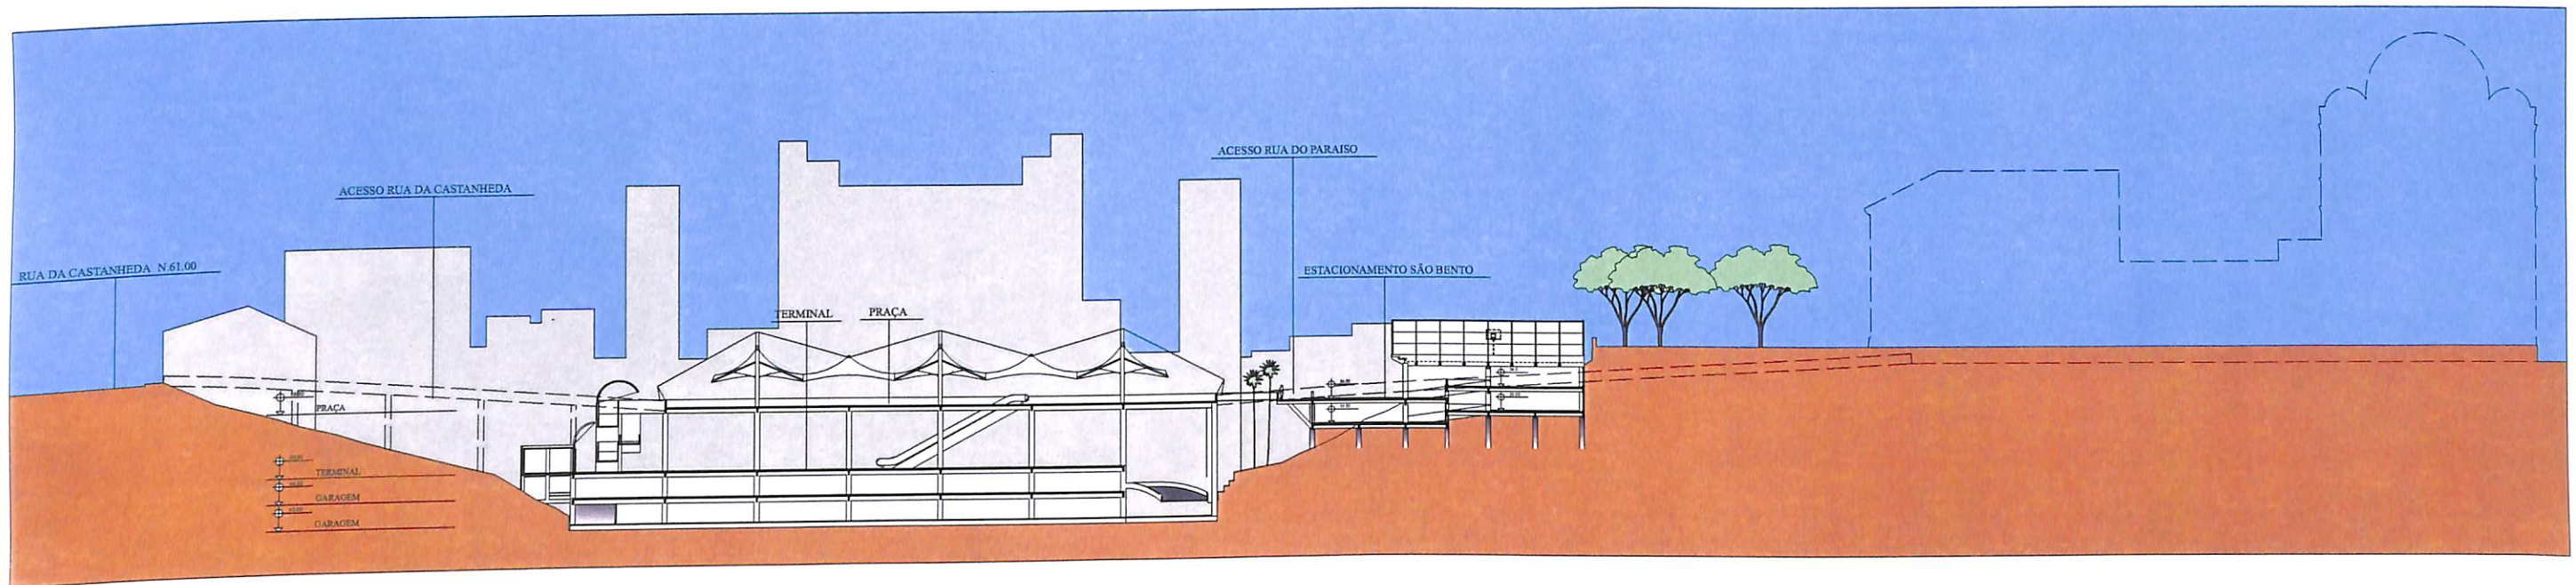 RUA DA CASTANHEDA N.61.00
ACESSO RUA DA CASTANHEDA
TERMINAL
PRAÇA
ACESSO RUA DO PARAISO
ESTACIONAMENTO SÃO BENTO
PRAÇA
TERMINAL
GARAGEM
GARAGEM